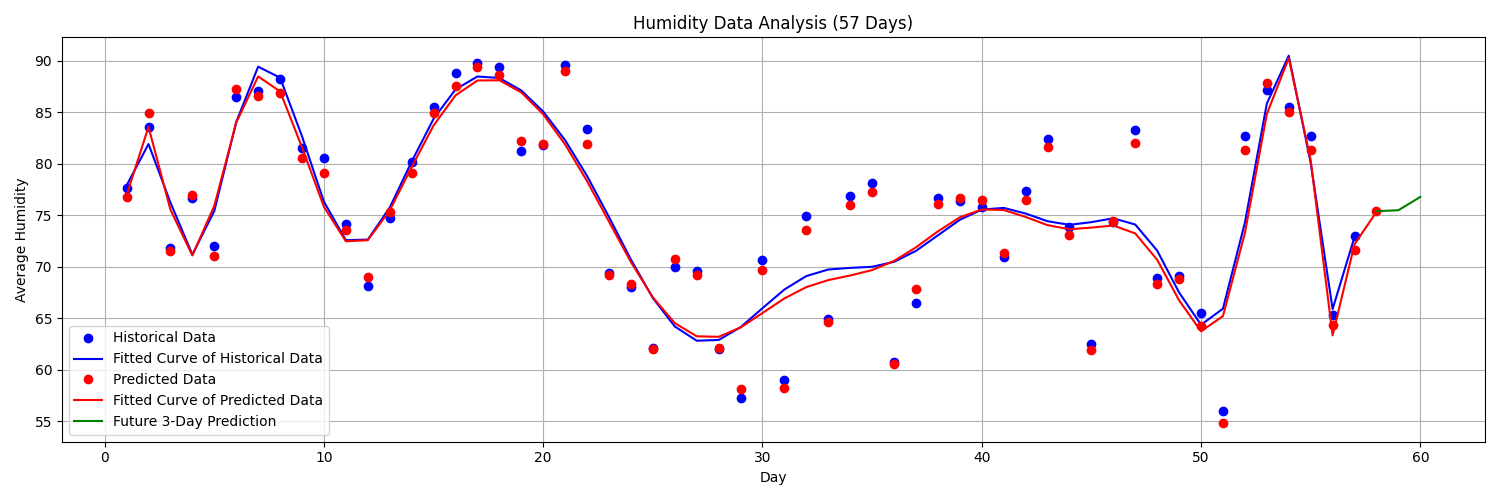 Humidity Data Analysis (57 Days)
Average Humidity
90
85
80
75
70
65
60
55
Historical Data
Fitted Curve of Historical Data
Predicted Data
Fitted Curve of Predicted Data
Future 3-Day Prediction
0 10 20 30 40 50 60
Day